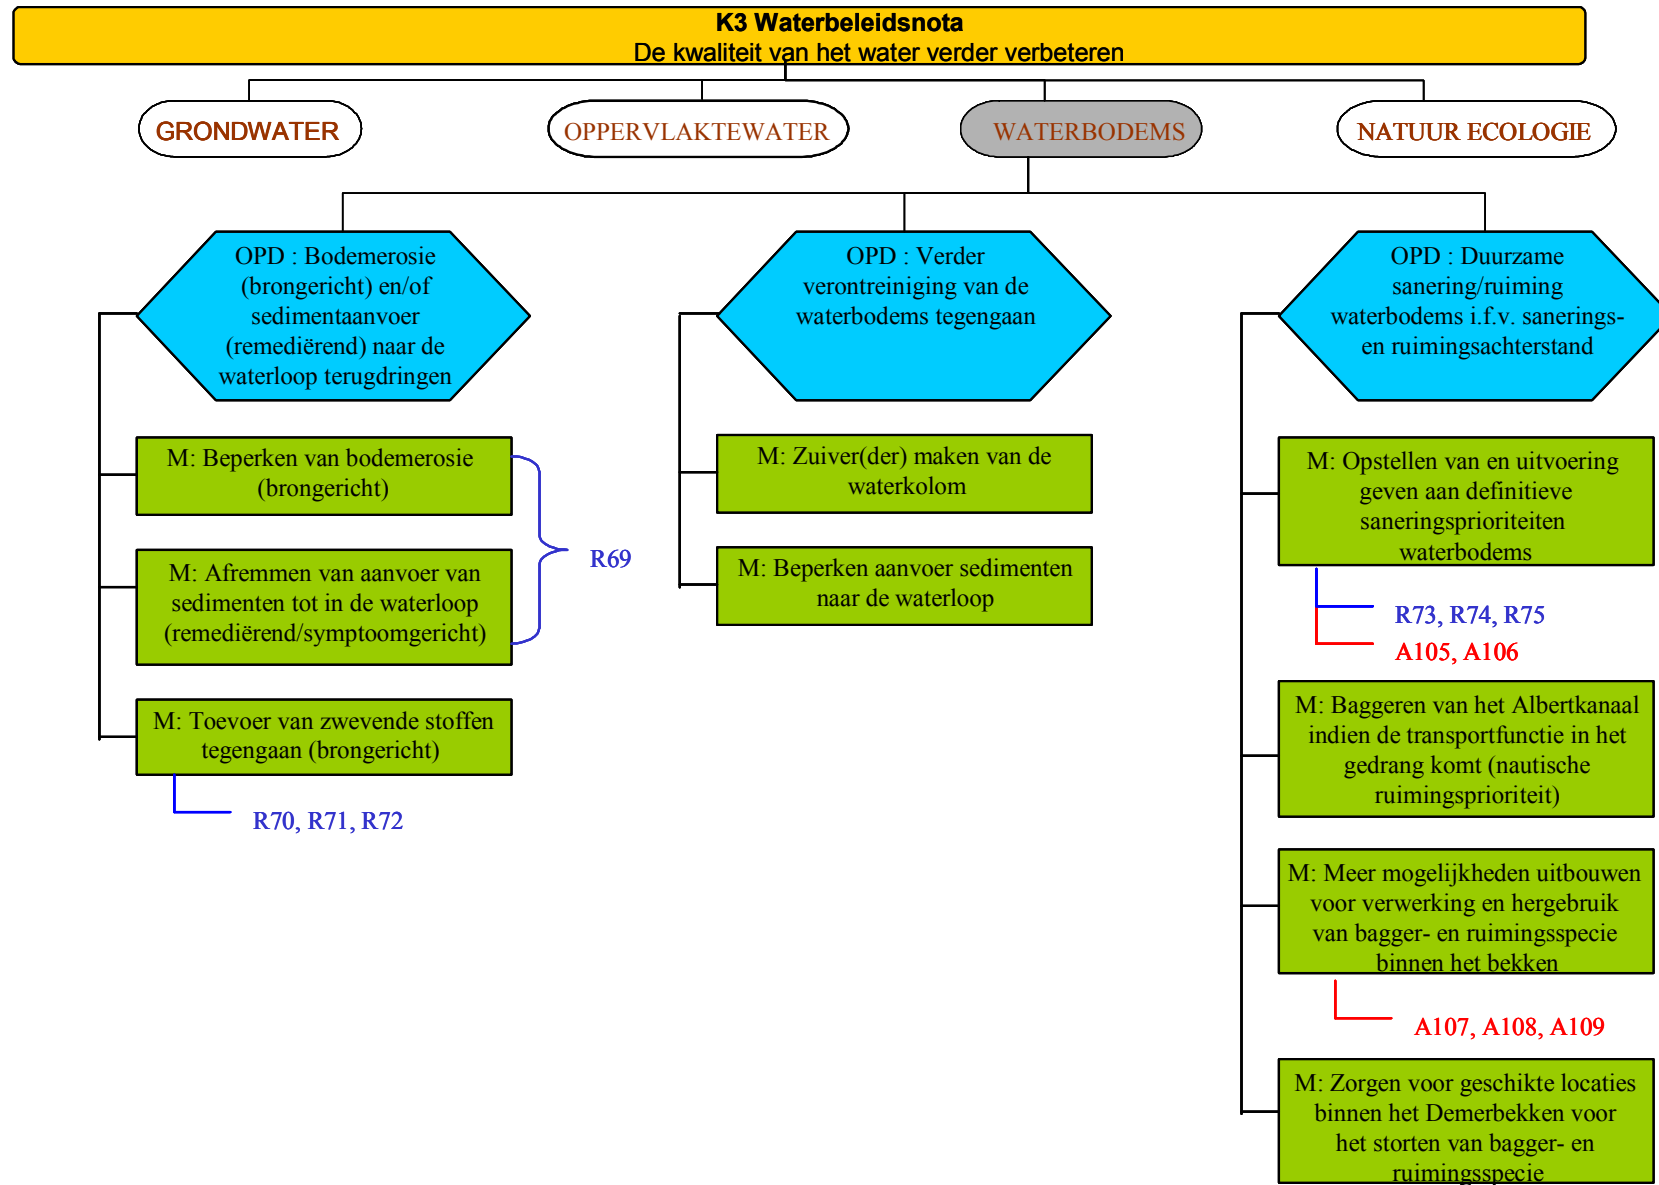 K3 Waterbeleidsnota
De kwaliteit van het water verder verbeteren
GRONDWATER
OPPERVLAKTEWATER
WATERBODEMS
NATUUR ECOLOGIE
OPD : Bodemerosie
(brongericht) en/of
sedimentaanvoer
(remediërend) naar de
waterloop terugdringen
M: Beperken van bodemerosie
(brongericht)
M: Afremmen van aanvoer van
sedimenten tot in de waterloop
(remediërend/symptoomgericht)
R69
M: Toevoer van zwevende stoffen
tegengaan (brongericht)
R70, R71, R72
OPD : Verder
verontreiniging van de
waterbodems tegengaan
M: Zuiver(der) maken van de
waterkolom
M: Beperken aanvoer sedimenten
naar de waterloop
OPD : Duurzame
sanering/ruiming
waterbodems i.f.v. sanerings-
en ruimingsachterstand
M: Opstellen van en uitvoering
geven aan definitieve
saneringsprioriteiten
waterbodems
R73, R74, R75
A105, A106
M: Baggeren van het Albertkanaal
indien de transportfunctie in het
gedrang komt (nautische
ruimingsprioriteit)
M: Meer mogelijkheden uitbouwen
voor verwerking en hergebruik
van bagger- en ruimingsspecie
binnen het bekken
A107, A108, A109
M: Zorgen voor geschikte locaties
binnen het Demerbekken voor
het storten van bagger- en
ruimingsspecie